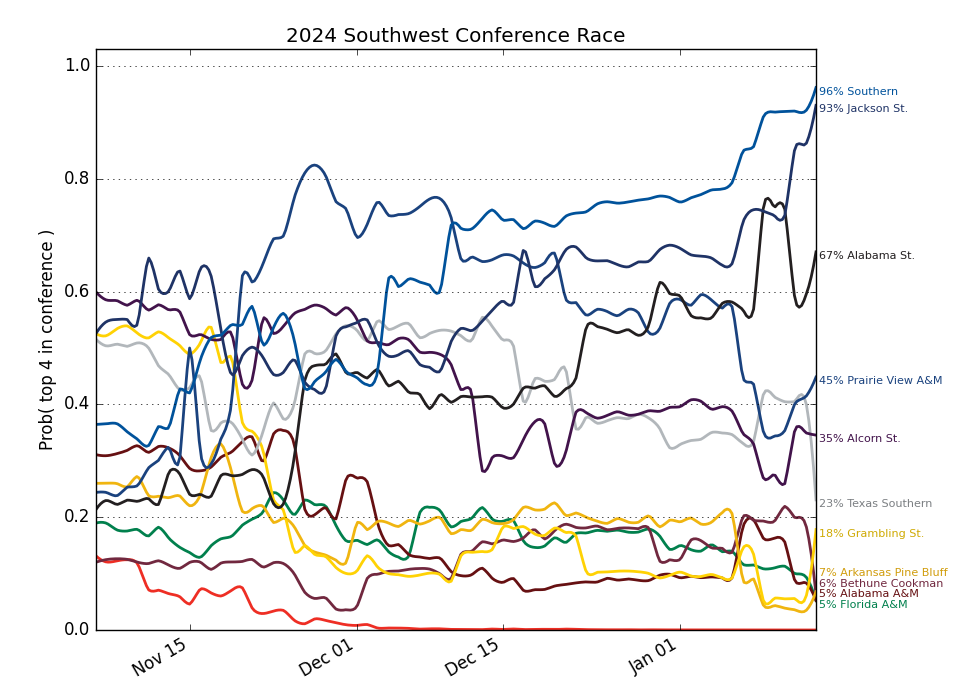 2024 Southwest Conference Race
Prob( top 4 in conference )
1.0
0.8
0.6
0.4
0.2
0.0
Nov 15
Dec 01
Dec 15
Jan 01
96% Southern
93% Jackson St.
67% Alabama St.
45% Prairie View A&M
35% Alcorn St.
23% Texas Southern
18% Grambling St.
7% Arkansas Pine Bluff
6% Bethune Cookman
5% Alabama A&M
5% Florida A&M